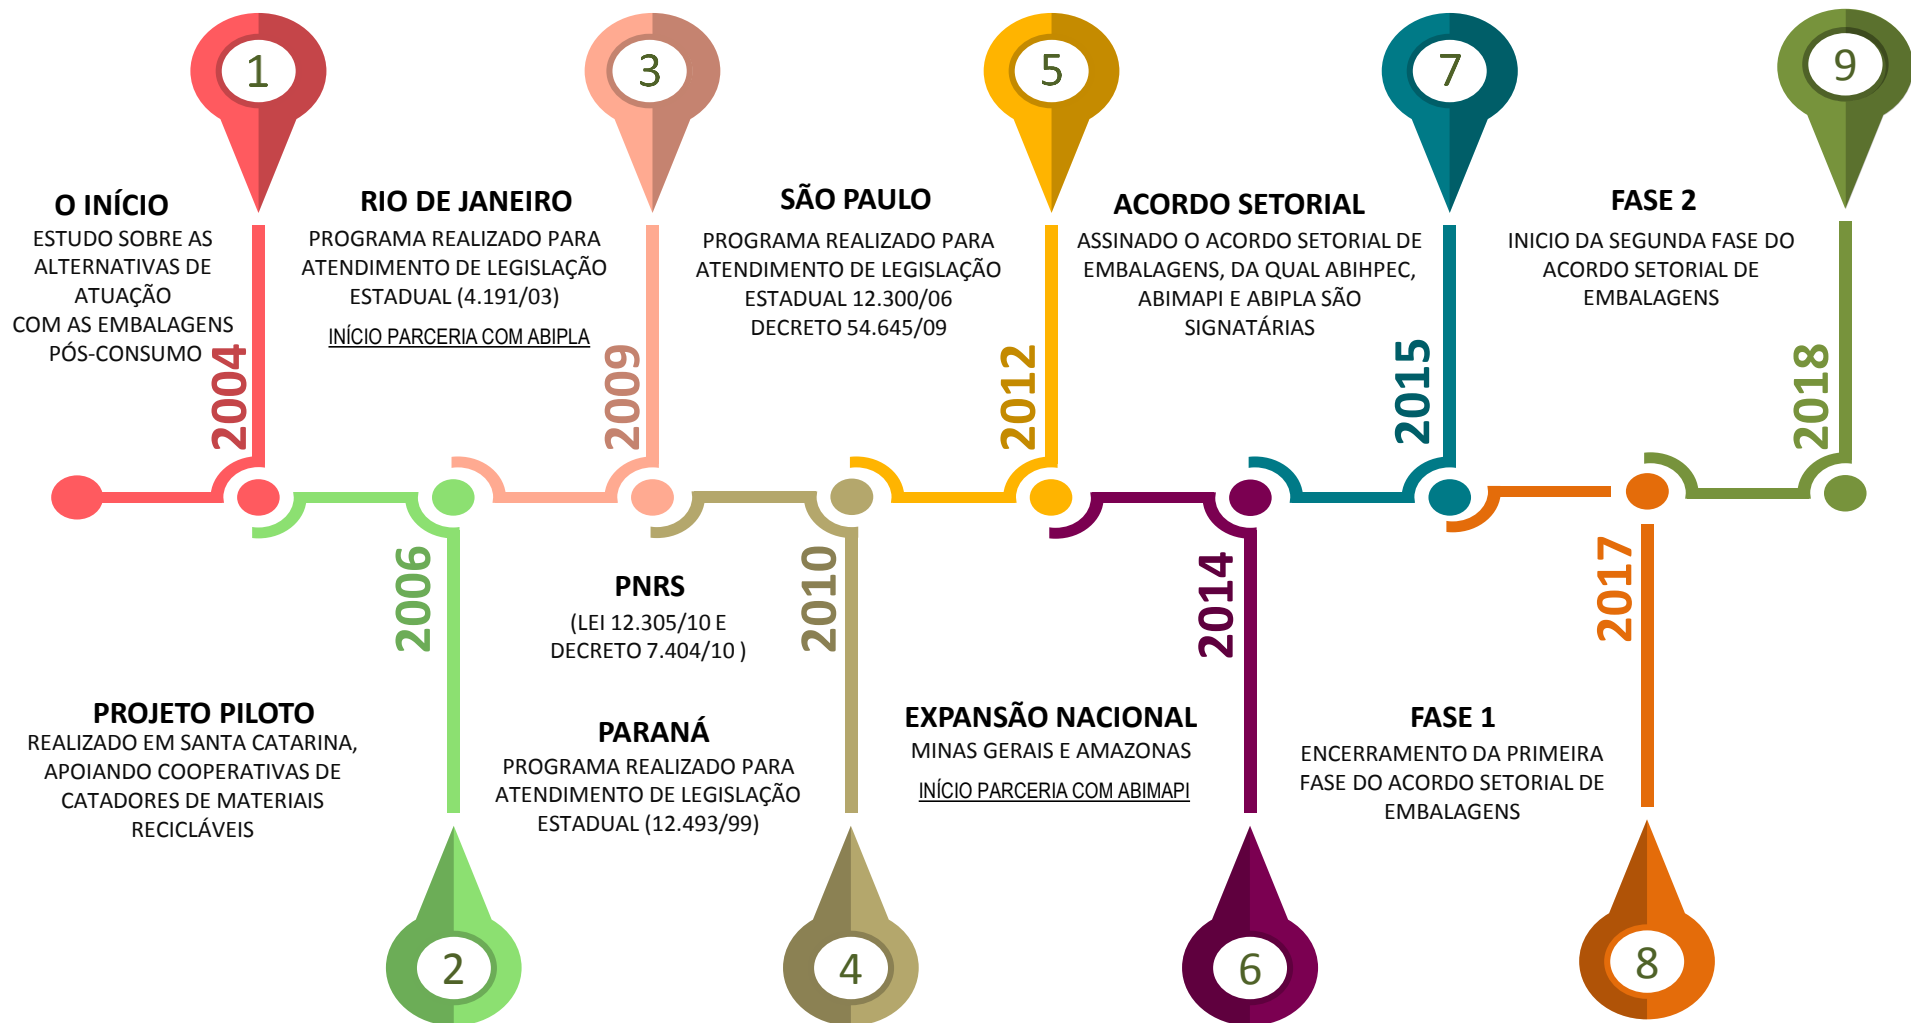 1
O INÍCIO
ESTUDO SOBRE AS
ALTERNATIVAS DE
ATUAÇÃO
COM AS EMBALAGENS
PÓS-CONSUMO
2004
2
PROJETO PILOTO
REALIZADO EM SANTA CATARINA,
APOIANDO COOPERATIVAS DE
CATADORES DE MATERIAIS
RECICLÁVEIS
2006
3
RIO DE JANEIRO
PROGRAMA REALIZADO PARA
ATENDIMENTO DE LEGISLAÇÃO
ESTADUAL (4.191/03)
INÍCIO PARCERIA COM ABIPLA
2009
4
PNRS
(LEI 12.305/10 E
DECRETO 7.404/10 )
PARANÁ
PROGRAMA REALIZADO PARA
ATENDIMENTO DE LEGISLAÇÃO
ESTADUAL (12.493/99)
2010
5
SÃO PAULO
PROGRAMA REALIZADO PARA
ATENDIMENTO DE LEGISLAÇÃO
ESTADUAL 12.300/06
DECRETO 54.645/09
2012
6
EXPANSÃO NACIONAL
MINAS GERAIS E AMAZONAS
INÍCIO PARCERIA COM ABIMAPI
2014
7
ACORDO SETORIAL
ASSINADO O ACORDO SETORIAL DE
EMBALAGENS, DA QUAL ABIHPEC,
ABIMAPI E ABIPLA SÃO
SIGNATÁRIAS
2015
8
FASE 1
ENCERRAMENTO DA PRIMEIRA
FASE DO ACORDO SETORIAL DE
EMBALAGENS
2017
9
FASE 2
INICIO DA SEGUNDA FASE DO
ACORDO SETORIAL DE
EMBALAGENS
2018